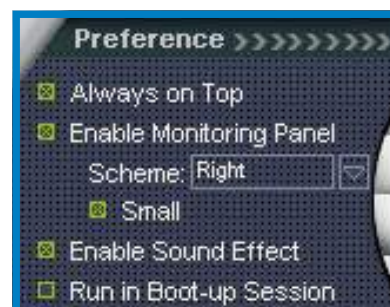 Preference >>>>>>>>>
Always on Top
Enable Monitoring Panel
Scheme: Right
Small
Enable Sound Effect
Run in Boot-up Session